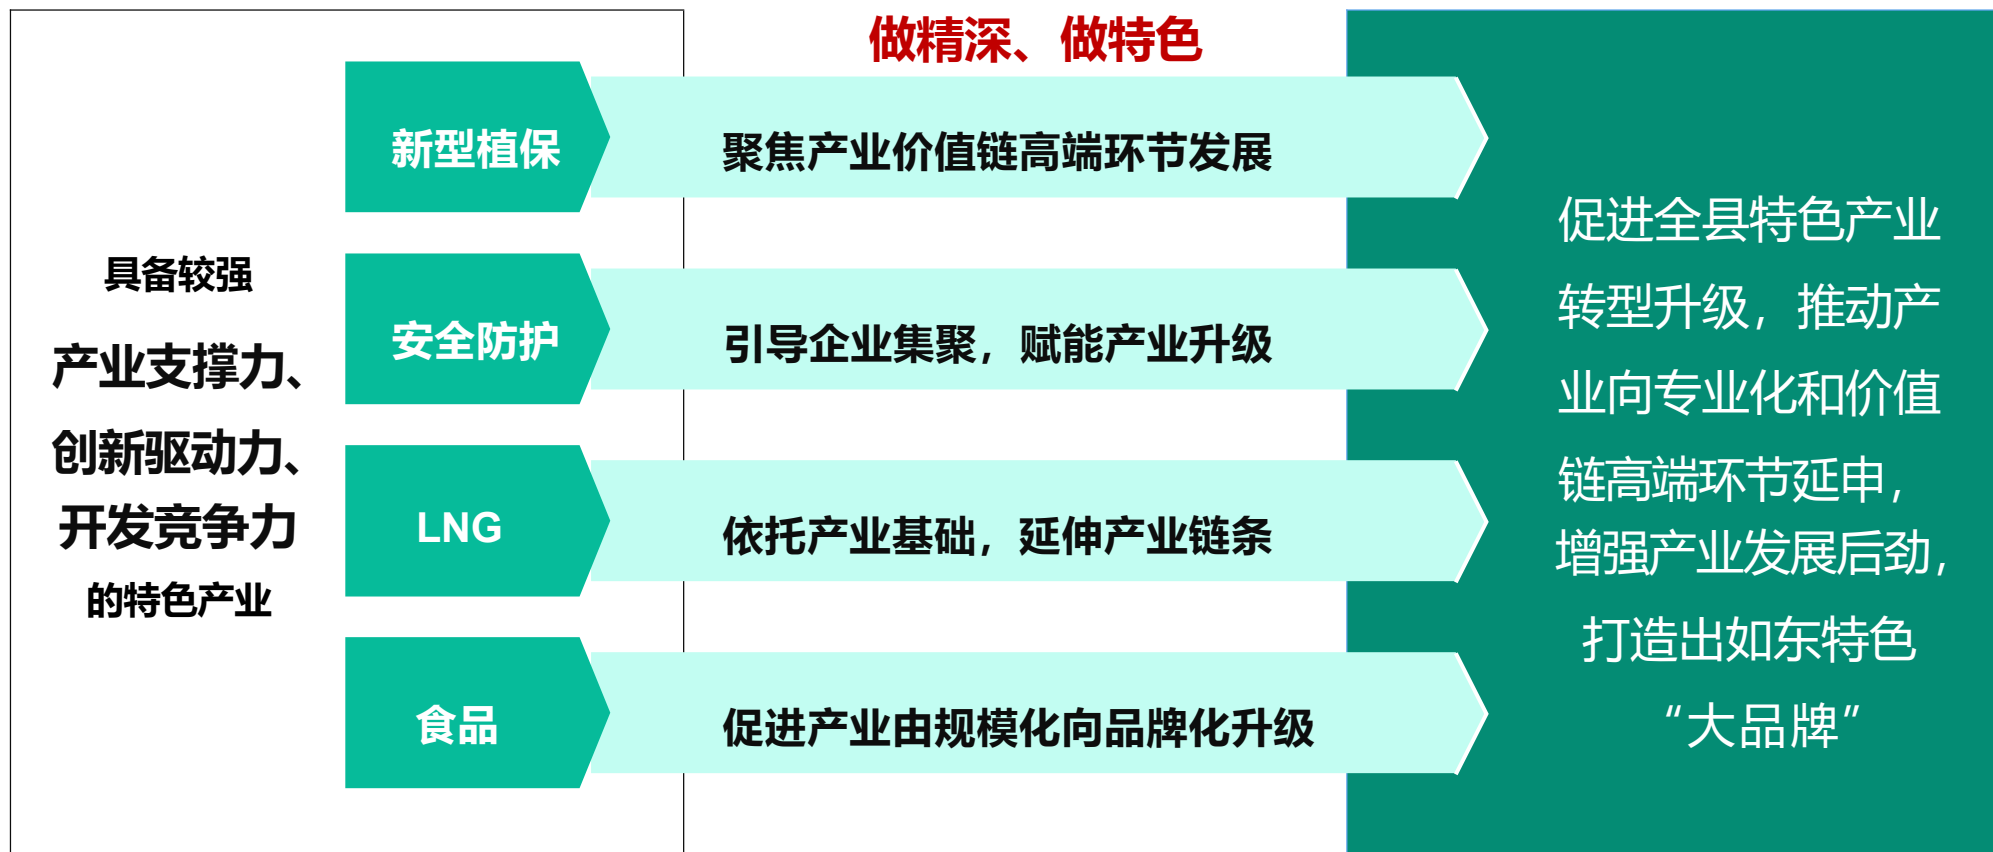 做精深、做特色
具备较强
产业支撑力、
创新驱动力、
开发竞争力
的特色产业
新型植保
聚焦产业价值链高端环节发展
安全防护
引导企业集聚，赋能产业升级
LNG
依托产业基础，延伸产业链条
食品
促进产业由规模化向品牌化升级
促进全县特色产业
转型升级，推动产
业向专业化和价值
链高端环节延申，
增强产业发展后劲，
打造出如东特色
“大品牌”